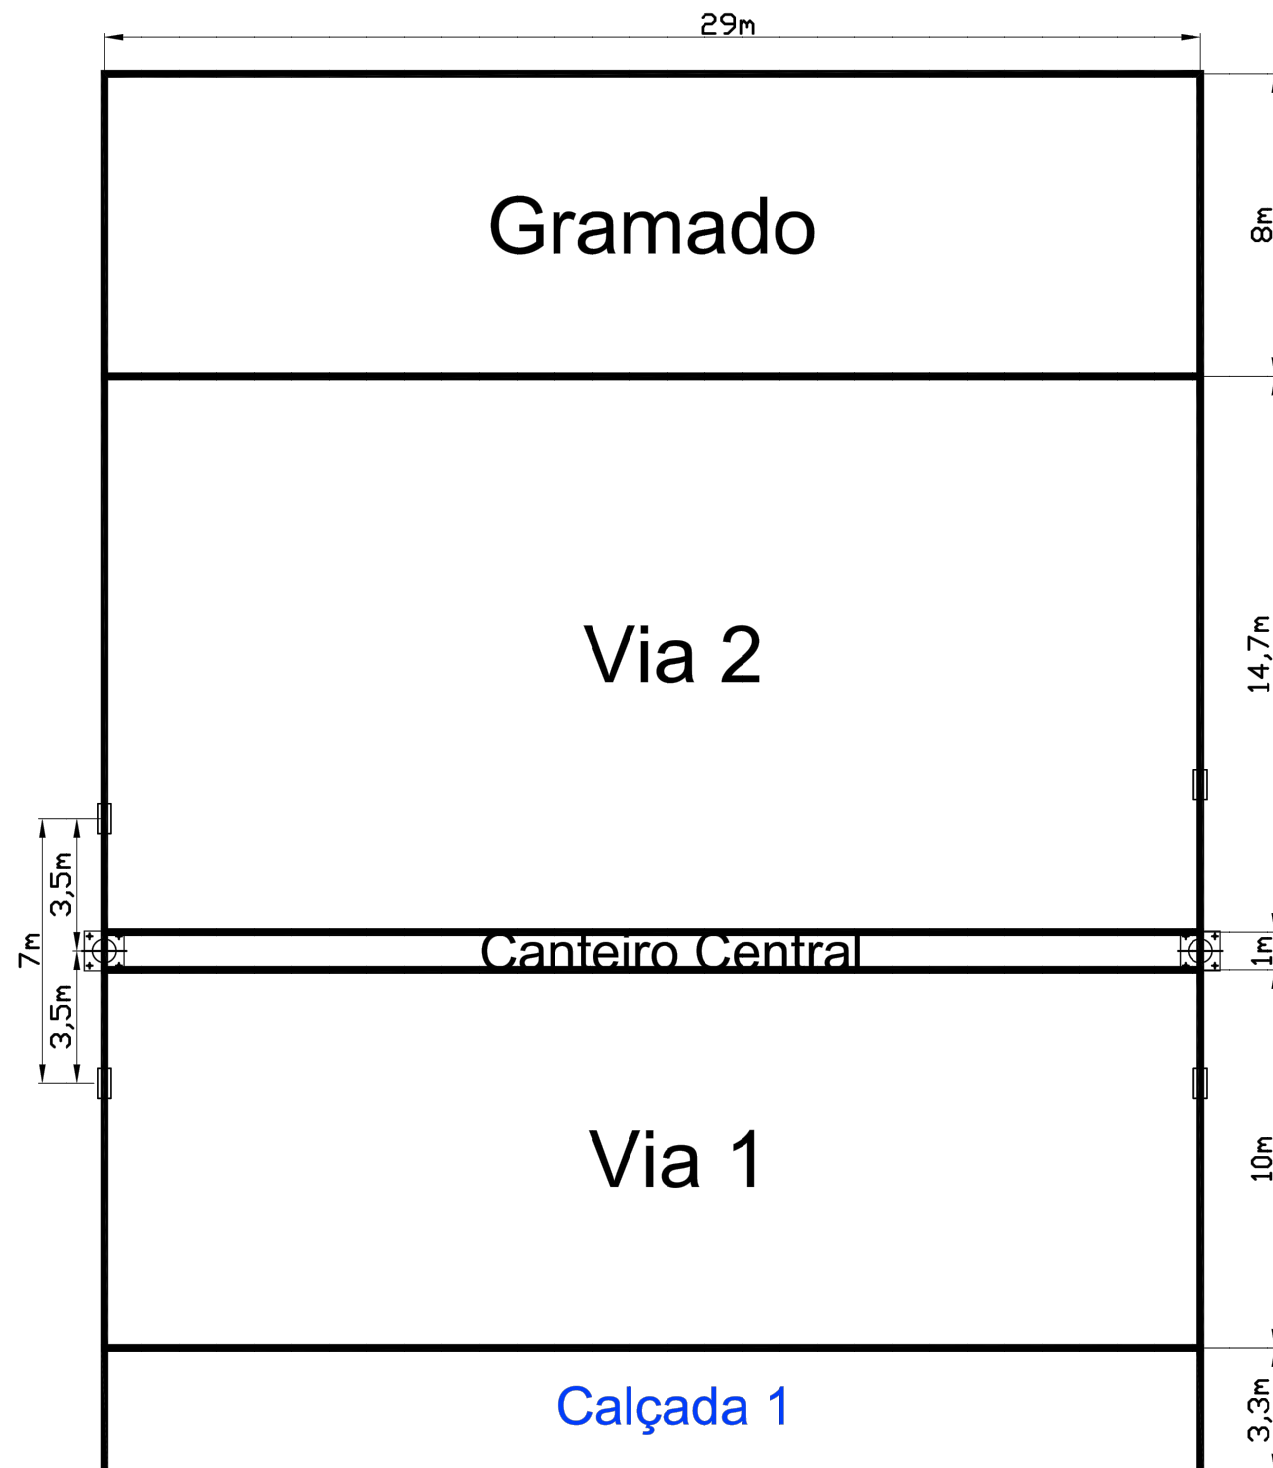 29m
Gramado
8m
Via 2
14,7m
3,5m
7m
Canteiro Central
1m
3,5m
Via 1
10m
Calçada 1
3,3m